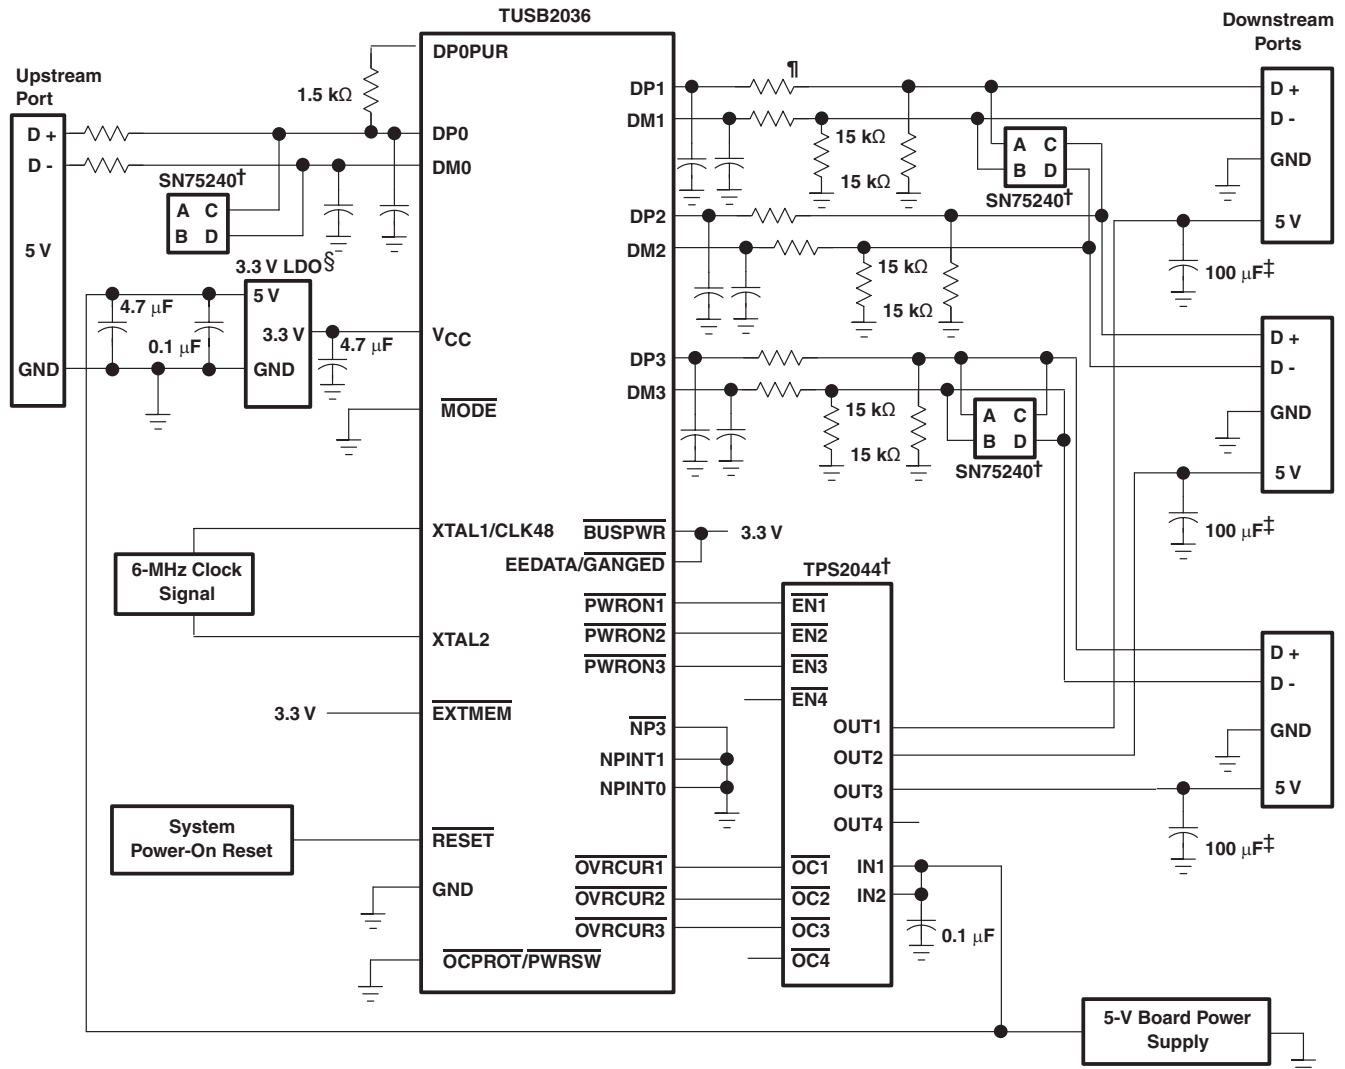 TUSB2036
Downstream
Ports
Upstream
Port
D +
D -
5 V
GND
1.5 kΩ
SN75240†
A C
B D
3.3 V LDO§
5 V
3.3 V
GND
4.7 μF
0.1 μF
4.7 μF
DP0PUR
DP0
DM0
VCC
MODE
XTAL1/CLK48
XTAL2
EXTMEM
RESET
GND
OCPROT/PWRSW
6-MHz Clock
Signal
3.3 V
System
Power-On Reset
DP1
DM1
DP2
DM2
DP3
DM3
BUSPWR
EEDATA/GANGED
PWRON1
PWRON2
PWRON3
NP3
NPINT1
NPINT0
OVRCUR1
OVRCUR2
OVRCUR3
¶
15 kΩ
15 kΩ
A C
B D
SN75240†
15 kΩ
15 kΩ
15 kΩ
15 kΩ
A C
B D
SN75240†
3.3 V
TPS2044†
EN1
EN2
EN3
EN4
OUT1
OUT2
OUT3
OUT4
OC1
IN1
OC2
IN2
OC3
OC4
0.1 μF
D +
D -
GND
5 V
100 μF‡
D +
D -
GND
5 V
100 μF‡
D +
D -
GND
5 V
100 μF‡
5-V Board Power
Supply